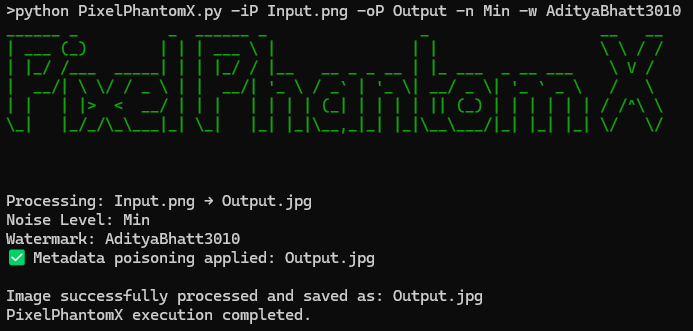 >python PixelPhantomX.py -iP Input.png -oP Output -n Min -w AdityaBhatt3010
PixelPhantomX
Processing: Input.png → Output.jpg
Noise Level: Min
Watermark: AdityaBhatt3010
✅ Metadata poisoning applied: Output.jpg
Image successfully processed and saved as: Output.jpg
PixelPhantomX execution completed.